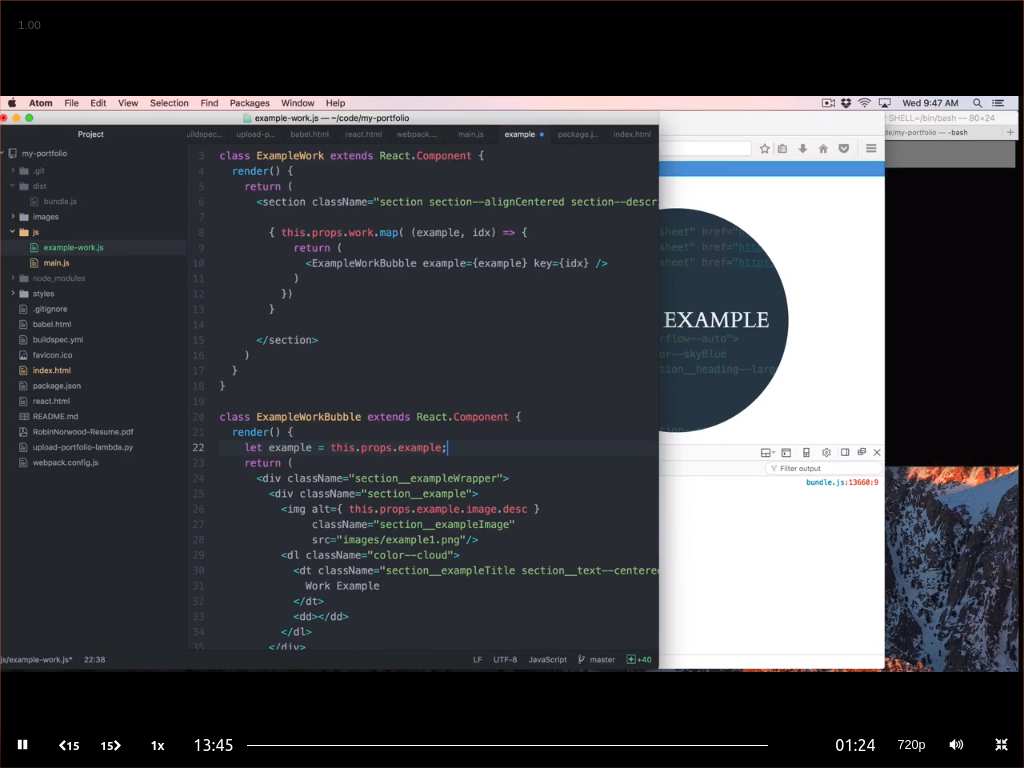 1.00
Atom File Edit View Selection Find Packages Window Help Wed 9:47 AM
example-work.js — ~/code/my-portfolio
SHELL=/bin/bash — 80×24
Project
uildspec... upload-p... babel.html react.html webpack.... main.js example package.j... index.html
de/my-portfolio — -bash +
my-portfolio
.git
dist
bundle.js
images
js
example-work.js
main.js
node_modules
styles
.gitignore
babel.html
buildspec.yml
favicon.ico
index.html
package.json
react.html
README.md
RobinNorwood-Resume.pdf
upload-portfolio-lambda.py
webpack.config.js
3 class ExampleWork extends React.Component {
4 render() {
5 return (
6 <section className="section section--alignCentered section--descr
7
8 { this.props.work.map( (example, idx) => {
9 return (
10 <ExampleWorkBubble example={example} key={idx} />
11 )
12 })
13 }
14
15 </section>
16 )
17 }
18 }
19
20 class ExampleWorkBubble extends React.Component {
21 render() {
22 let example = this.props.example;
23 return (
24 <div className="section__exampleWrapper">
25 <div className="section__example">
26 <img alt={ this.props.example.image.desc }
27 className="section__exampleImage"
28 src="images/example1.png"/>
29 <dl className="color--cloud">
30 <dt className="section__exampleTitle section__text--centere
31 Work Example
32 </dt>
33 <dd></dd>
34 </dl>
35 </div>
sheet" href="
sheet" href="htt
sheet" href="https
EXAMPLE
rflow--auto">
or--skyBlue
tion__heading--larg
Filter output
bundle.js:13660:9
js/example-work.js* 22:38 LF UTF-8 JavaScript master +40
15 15 1x 13:45 01:24 720p